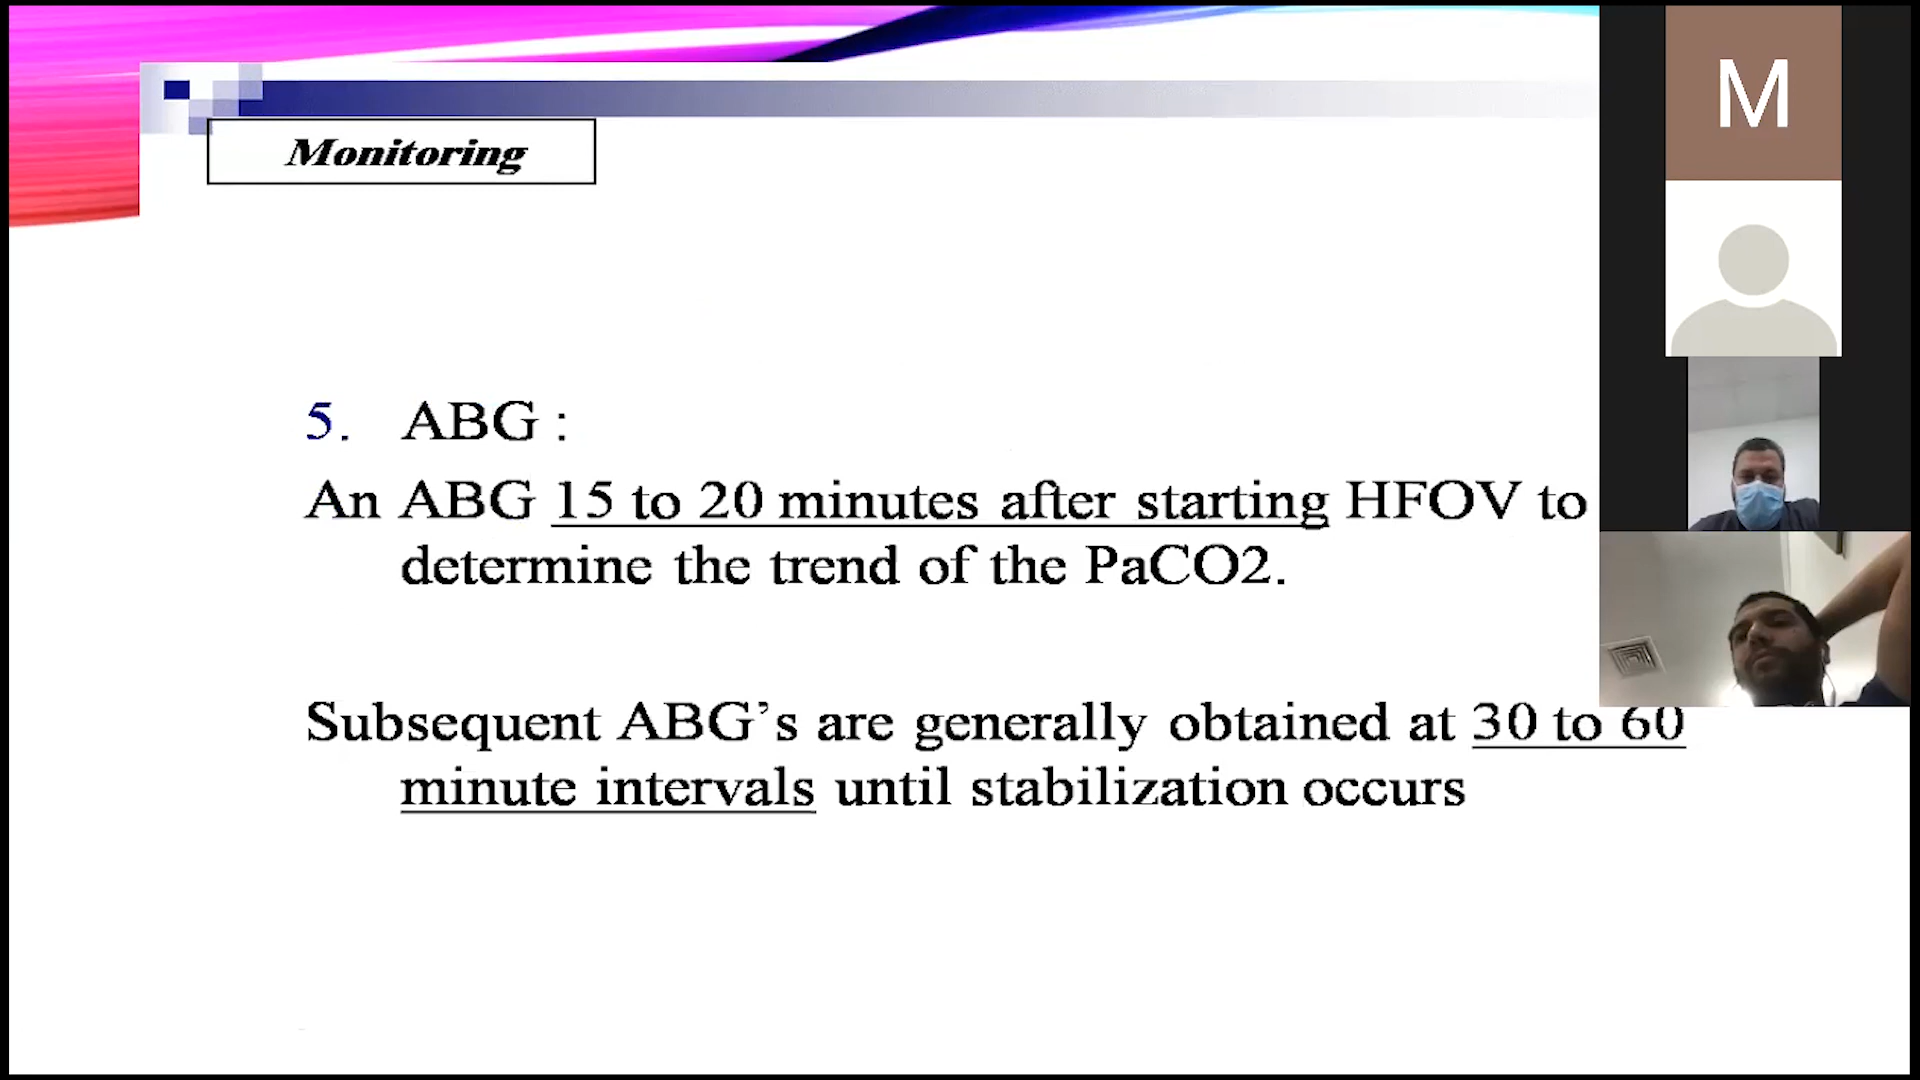 Monitoring
5. ABG :
An ABG 15 to 20 minutes after starting HFOV to
determine the trend of the PaCO2.
Subsequent ABG's are generally obtained at 30 to 60
minute intervals until stabilization occurs
M